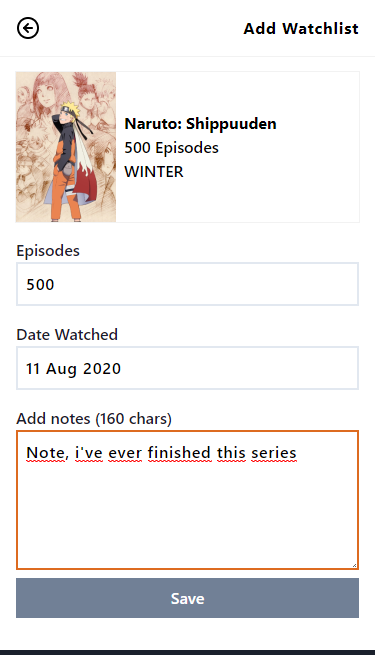 Add Watchlist
Naruto: Shippuuden
500 Episodes
WINTER
Episodes
500
Date Watched
11 Aug 2020
Add notes (160 chars)
Note, i've ever finished this series
Save